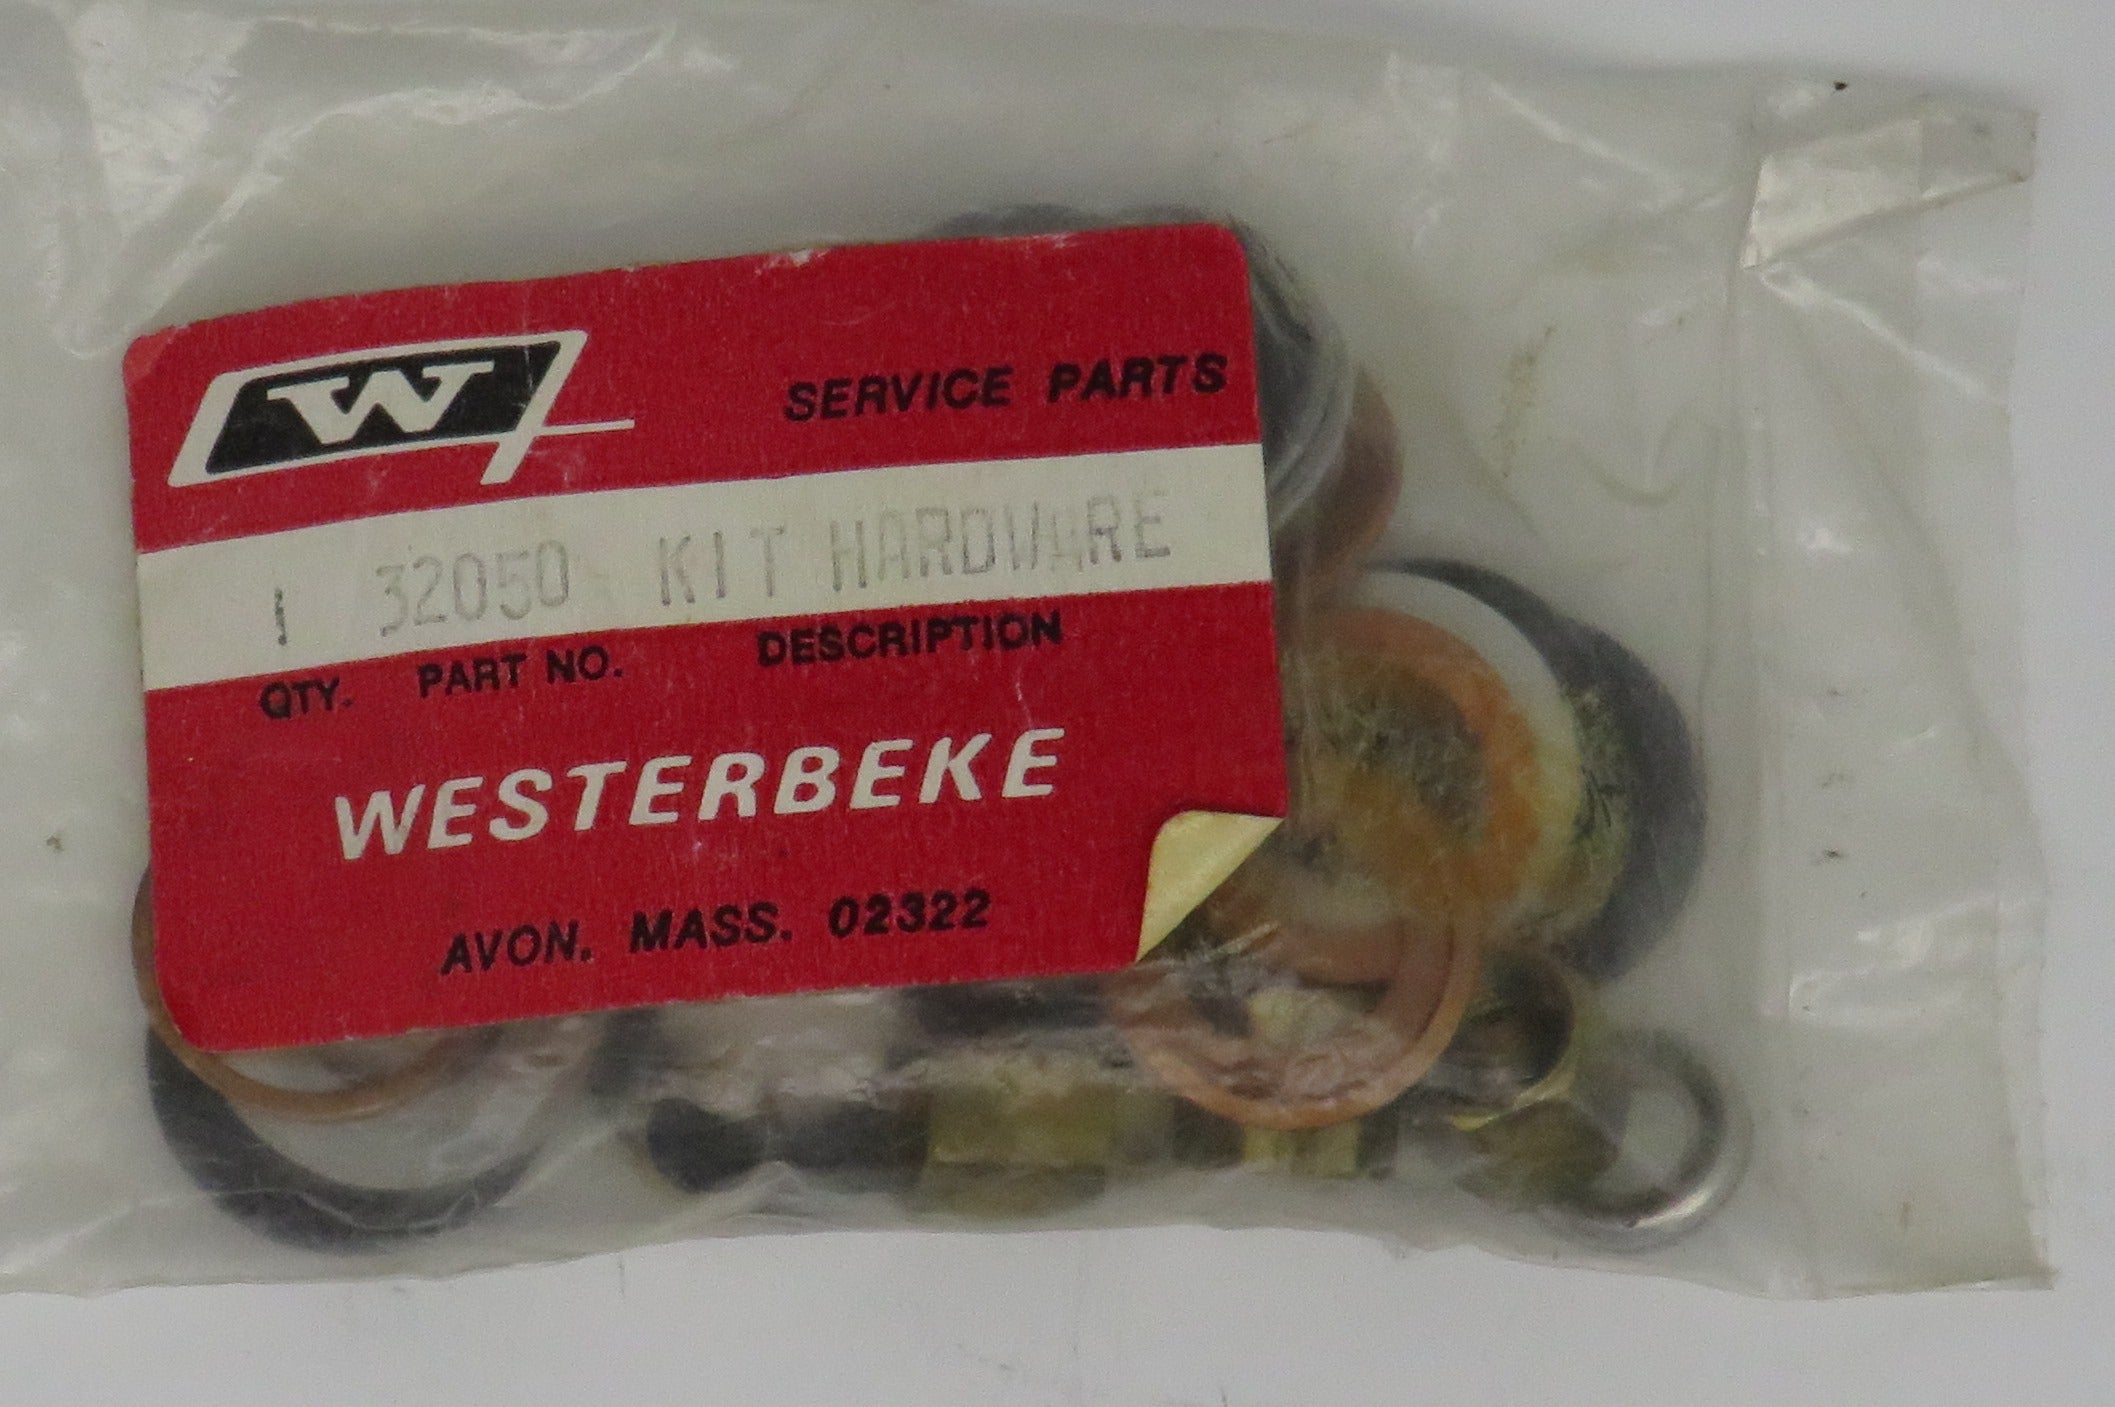 W
SERVICE PARTS
1 32050 KIT HARDWARE
QTY. PART NO. DESCRIPTION
WESTERBEKE
AVON, MASS. 02322